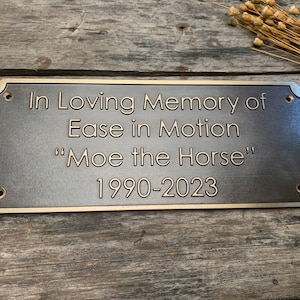 In Loving Memory of
Ease in Motion
"Moe the Horse"
1990-2023